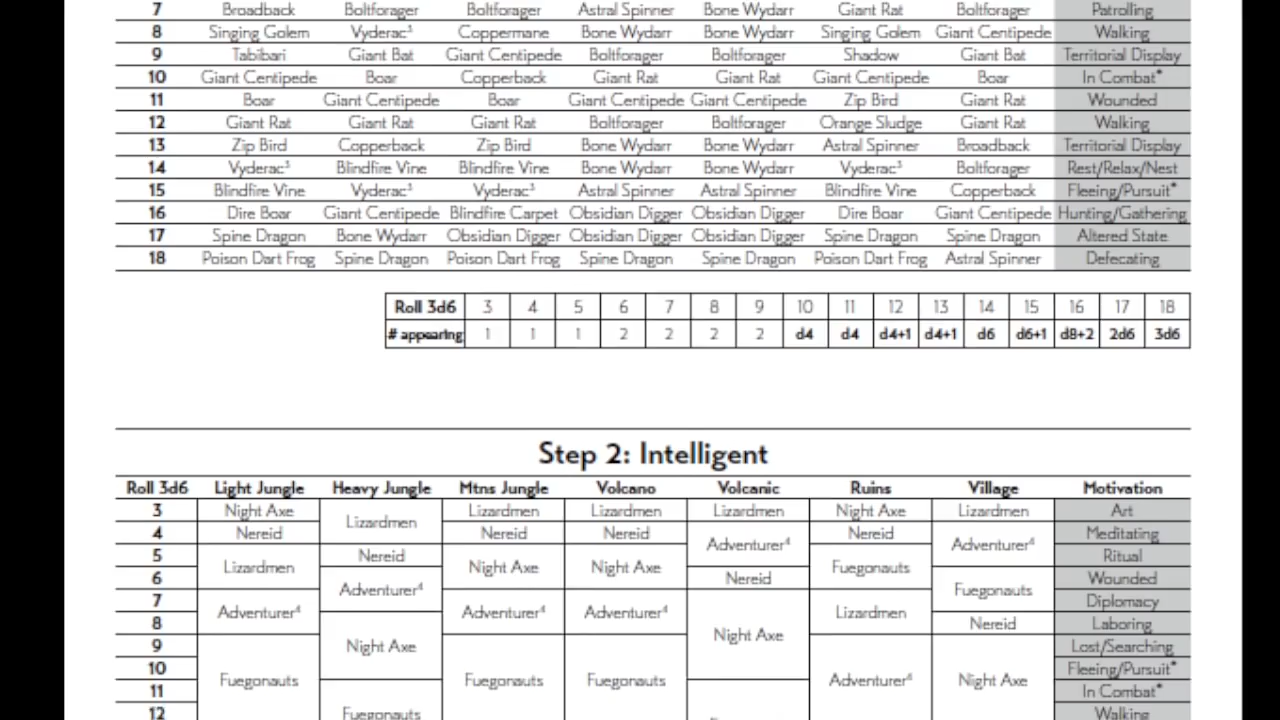 7 Broadback Boltforager Boltforager Astral Spinner Bone Wydarr Giant Rat Boltforager Patrolling
8 Singing Golem Vyderac³ Coppermane Bone Wydarr Bone Wydarr Singing Golem Giant Centipede Walking
9 Tabibari Giant Bat Giant Centipede Boltforager Boltforager Shadow Giant Bat Territorial Display
10 Giant Centipede Boar Copperback Giant Rat Giant Rat Giant Centipede Boar In Combat*
11 Boar Giant Centipede Boar Giant Centipede Giant Centipede Zip Bird Giant Rat Wounded
12 Giant Rat Giant Rat Giant Rat Boltforager Boltforager Orange Sludge Giant Rat Walking
13 Zip Bird Copperback Zip Bird Bone Wydarr Bone Wydarr Astral Spinner Broadback Territorial Display
14 Vyderac³ Blindfire Vine Blindfire Vine Bone Wydarr Bone Wydarr Vyderac³ Boltforager Rest/Relax/Nest
15 Blindfire Vine Vyderac³ Vyderac³ Astral Spinner Astral Spinner Blindfire Vine Copperback Fleeing/Pursuit*
16 Dire Boar Giant Centipede Blindfire Carpet Obsidian Digger Obsidian Digger Dire Boar Giant Centipede Hunting/Gathering
17 Spine Dragon Bone Wydarr Obsidian Digger Obsidian Digger Obsidian Digger Spine Dragon Spine Dragon Altered State
18 Poison Dart Frog Spine Dragon Poison Dart Frog Spine Dragon Spine Dragon Poison Dart Frog Astral Spinner Defecating
Roll 3d6 3 4 5 6 7 8 9 10 11 12 13 14 15 16 17 18
# appearing 1 1 1 2 2 2 2 d4 d4 d4+1 d4+1 d6 d6+1 d8+2 2d6 3d6
Step 2: Intelligent
Roll 3d6 Light Jungle Heavy Jungle Mtns Jungle Volcano Volcanic Ruins Village Motivation
3 Night Axe Lizardmen Lizardmen Lizardmen Lizardmen Night Axe Lizardmen Art
4 Nereid Nereid Nereid Adventurer⁴ Nereid Adventurer⁴ Meditating
5 Lizardmen Nereid Night Axe Night Axe Fuegonauts Ritual
6 Adventurer⁴ Nereid Fuegonauts Wounded
7 Adventurer⁴ Adventurer⁴ Adventurer⁴ Night Axe Lizardmen Diplomacy
8 Night Axe Nereid Laboring
9 Fuegonauts Fuegonauts Fuegonauts Adventurer⁴ Night Axe Lost/Searching
10 Fleeing/Pursuit*
11 Fuegonauts In Combat*
12 Walking